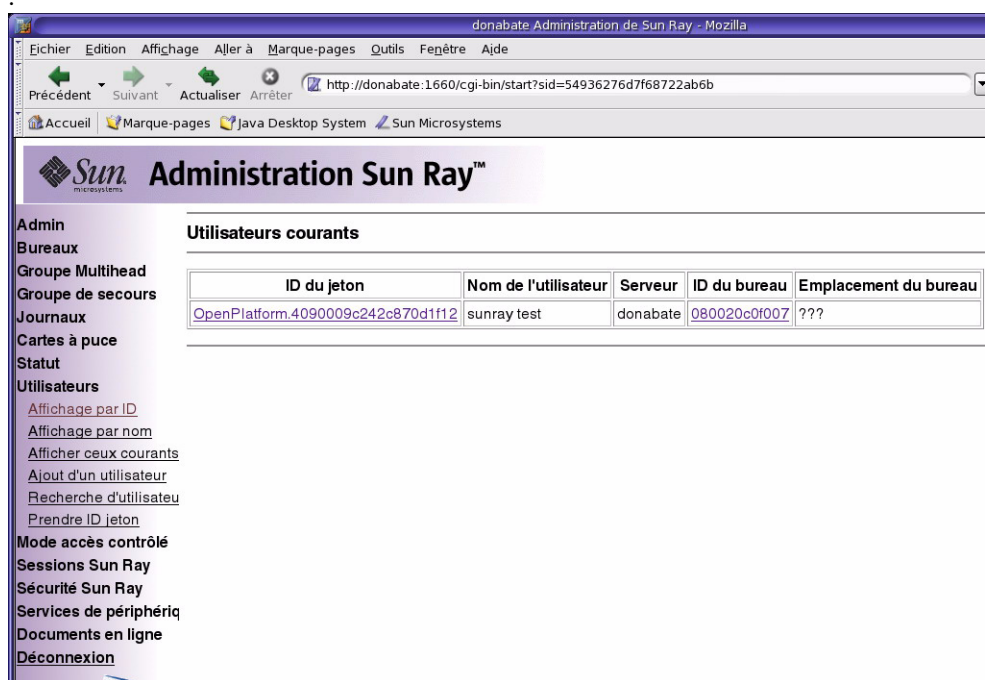 donabate Administration de Sun Ray - Mozilla
Eichier Edition Affichage Aller à Marque-pages Outils Fenêtre Aide
Précédent Suivant Actualiser Arrêter http://donabate:1660/cgi-bin/start?sid=54936276d7f68722ab6b
Accueil Marque-pages Java Desktop System Sun Microsystems
Sun microsystems Administration Sun Ray™
Admin
Bureaux
Groupe Multihead
Groupe de secours
Journaux
Cartes à puce
Statut
Utilisateurs
Affichage par ID
Affichage par nom
Afficher ceux courants
Ajout d'un utilisateur
Recherche d'utilisateu
Prendre ID jeton
Mode accès contrôlé
Sessions Sun Ray
Sécurité Sun Ray
Services de périphériq
Documents en ligne
Déconnexion
Utilisateurs courants
ID du jeton Nom de l'utilisateur Serveur ID du bureau Emplacement du bureau
OpenPlatform.4090009c242c870d1f12 sunray test donabate 080020c0f007 ???